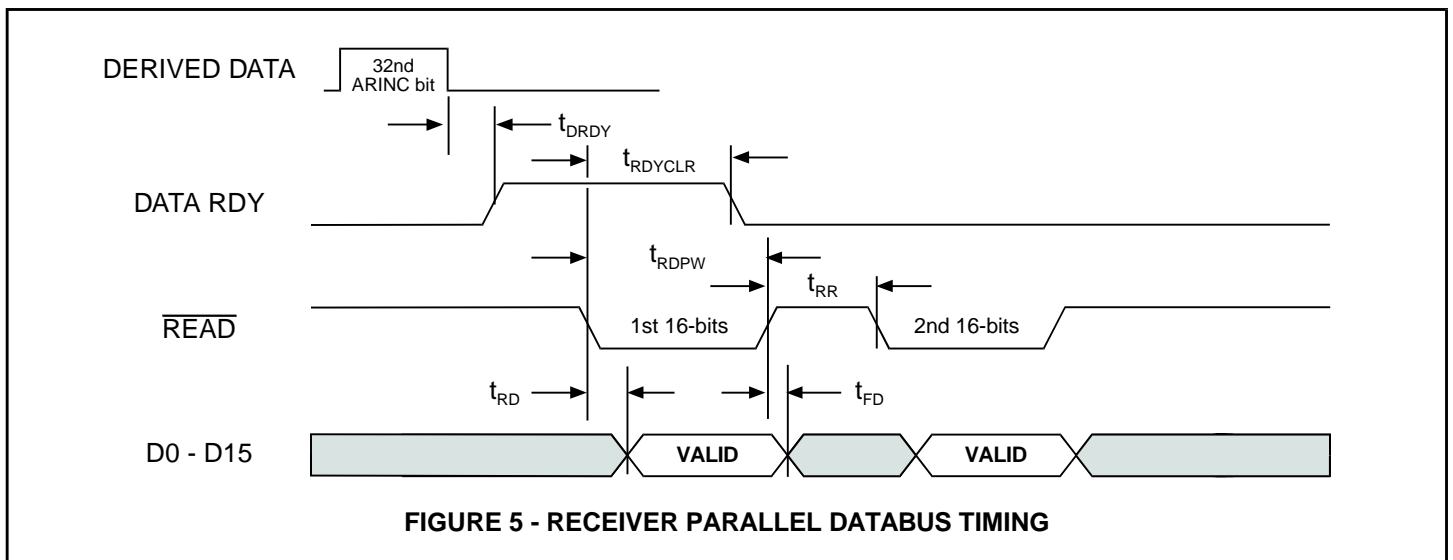 DERIVED DATA
32nd
ARINC bit
tDRDY
tRDYCLR
DATA RDY
tRDPW
tRR
READ
1st 16-bits
2nd 16-bits
tRD
tFD
D0 - D15
VALID
VALID
FIGURE 5 - RECEIVER PARALLEL DATABUS TIMING